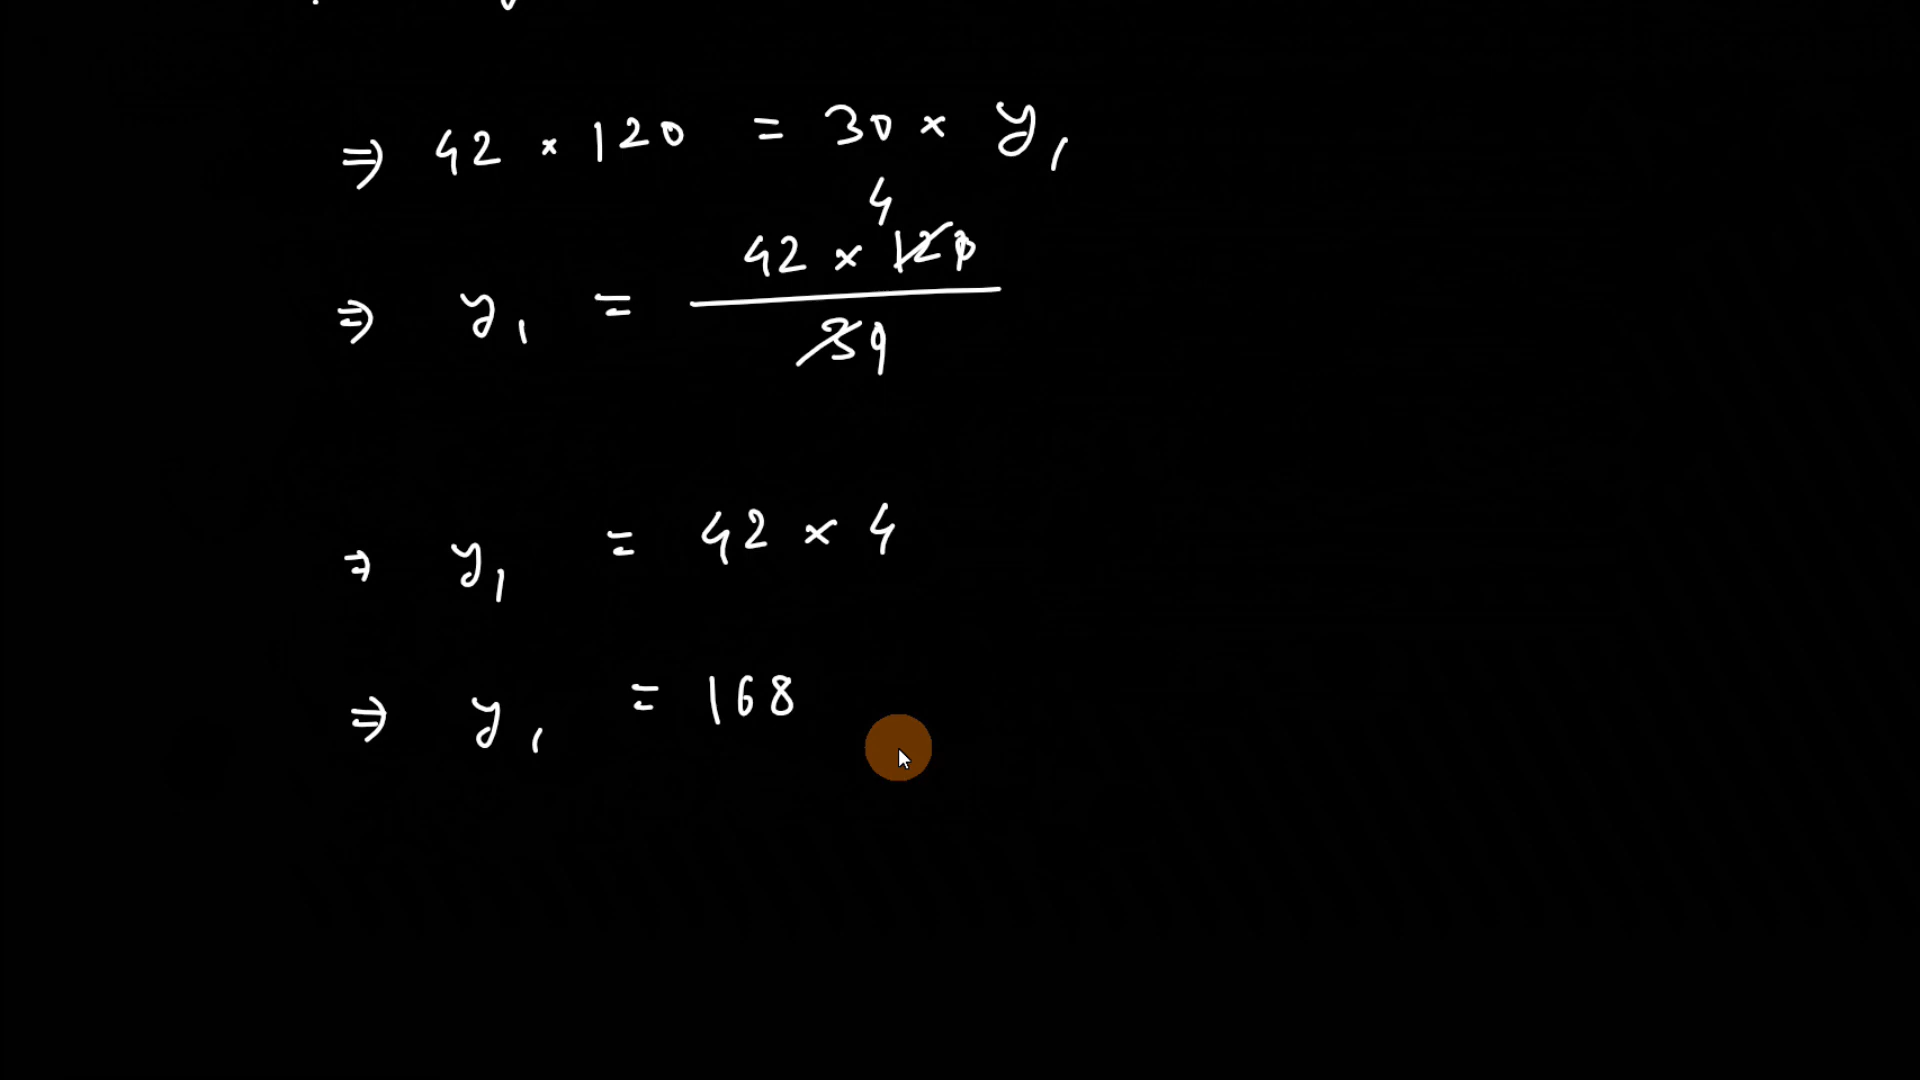 ⇒ 42 × 120 = 30 × y₁
4
⇒ y₁ = 42 × 120 / 30
⇒ y₁ = 42 × 4
⇒ y₁ = 168